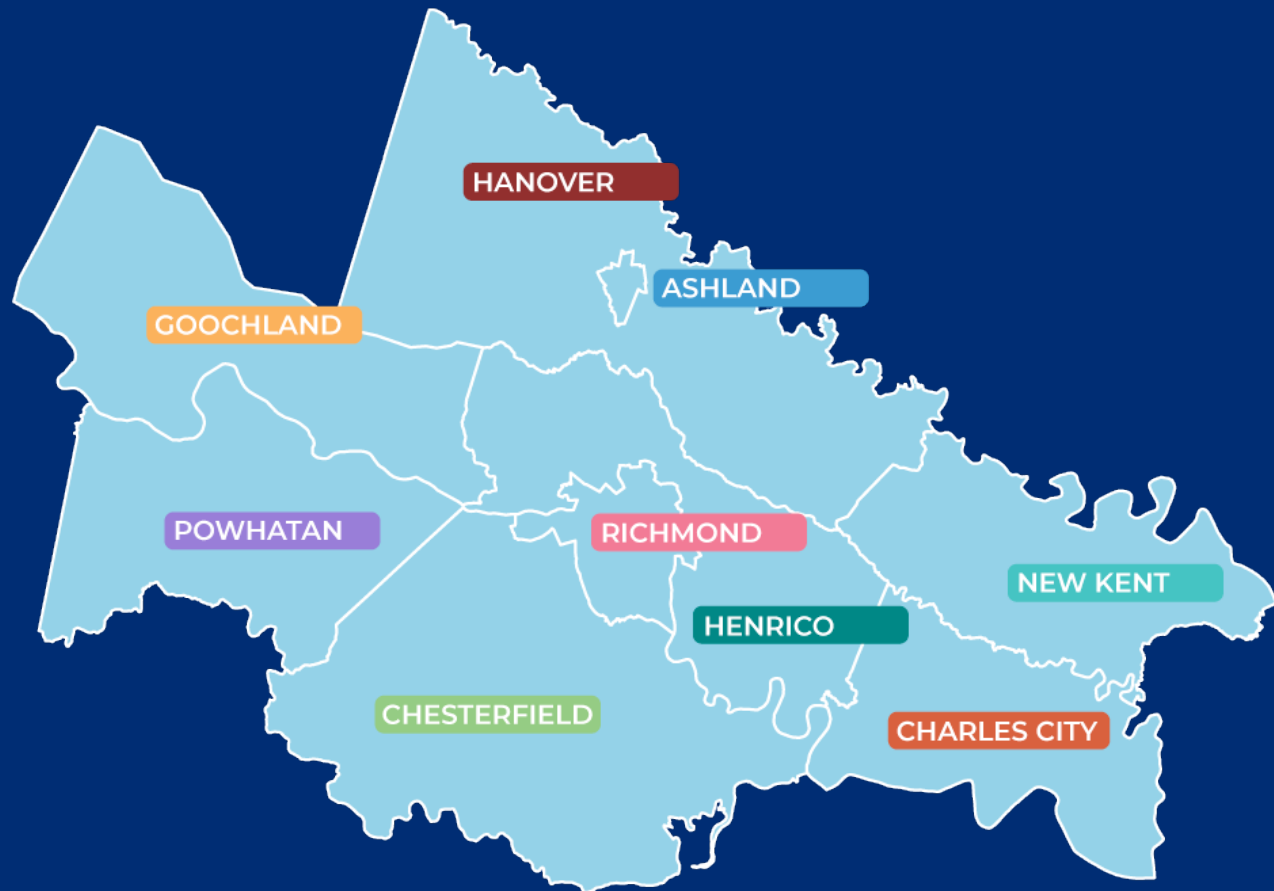 HANOVER
ASHLAND
GOOCHLAND
POWHATAN
RICHMOND
NEW KENT
HENRICO
CHESTERFIELD
CHARLES CITY